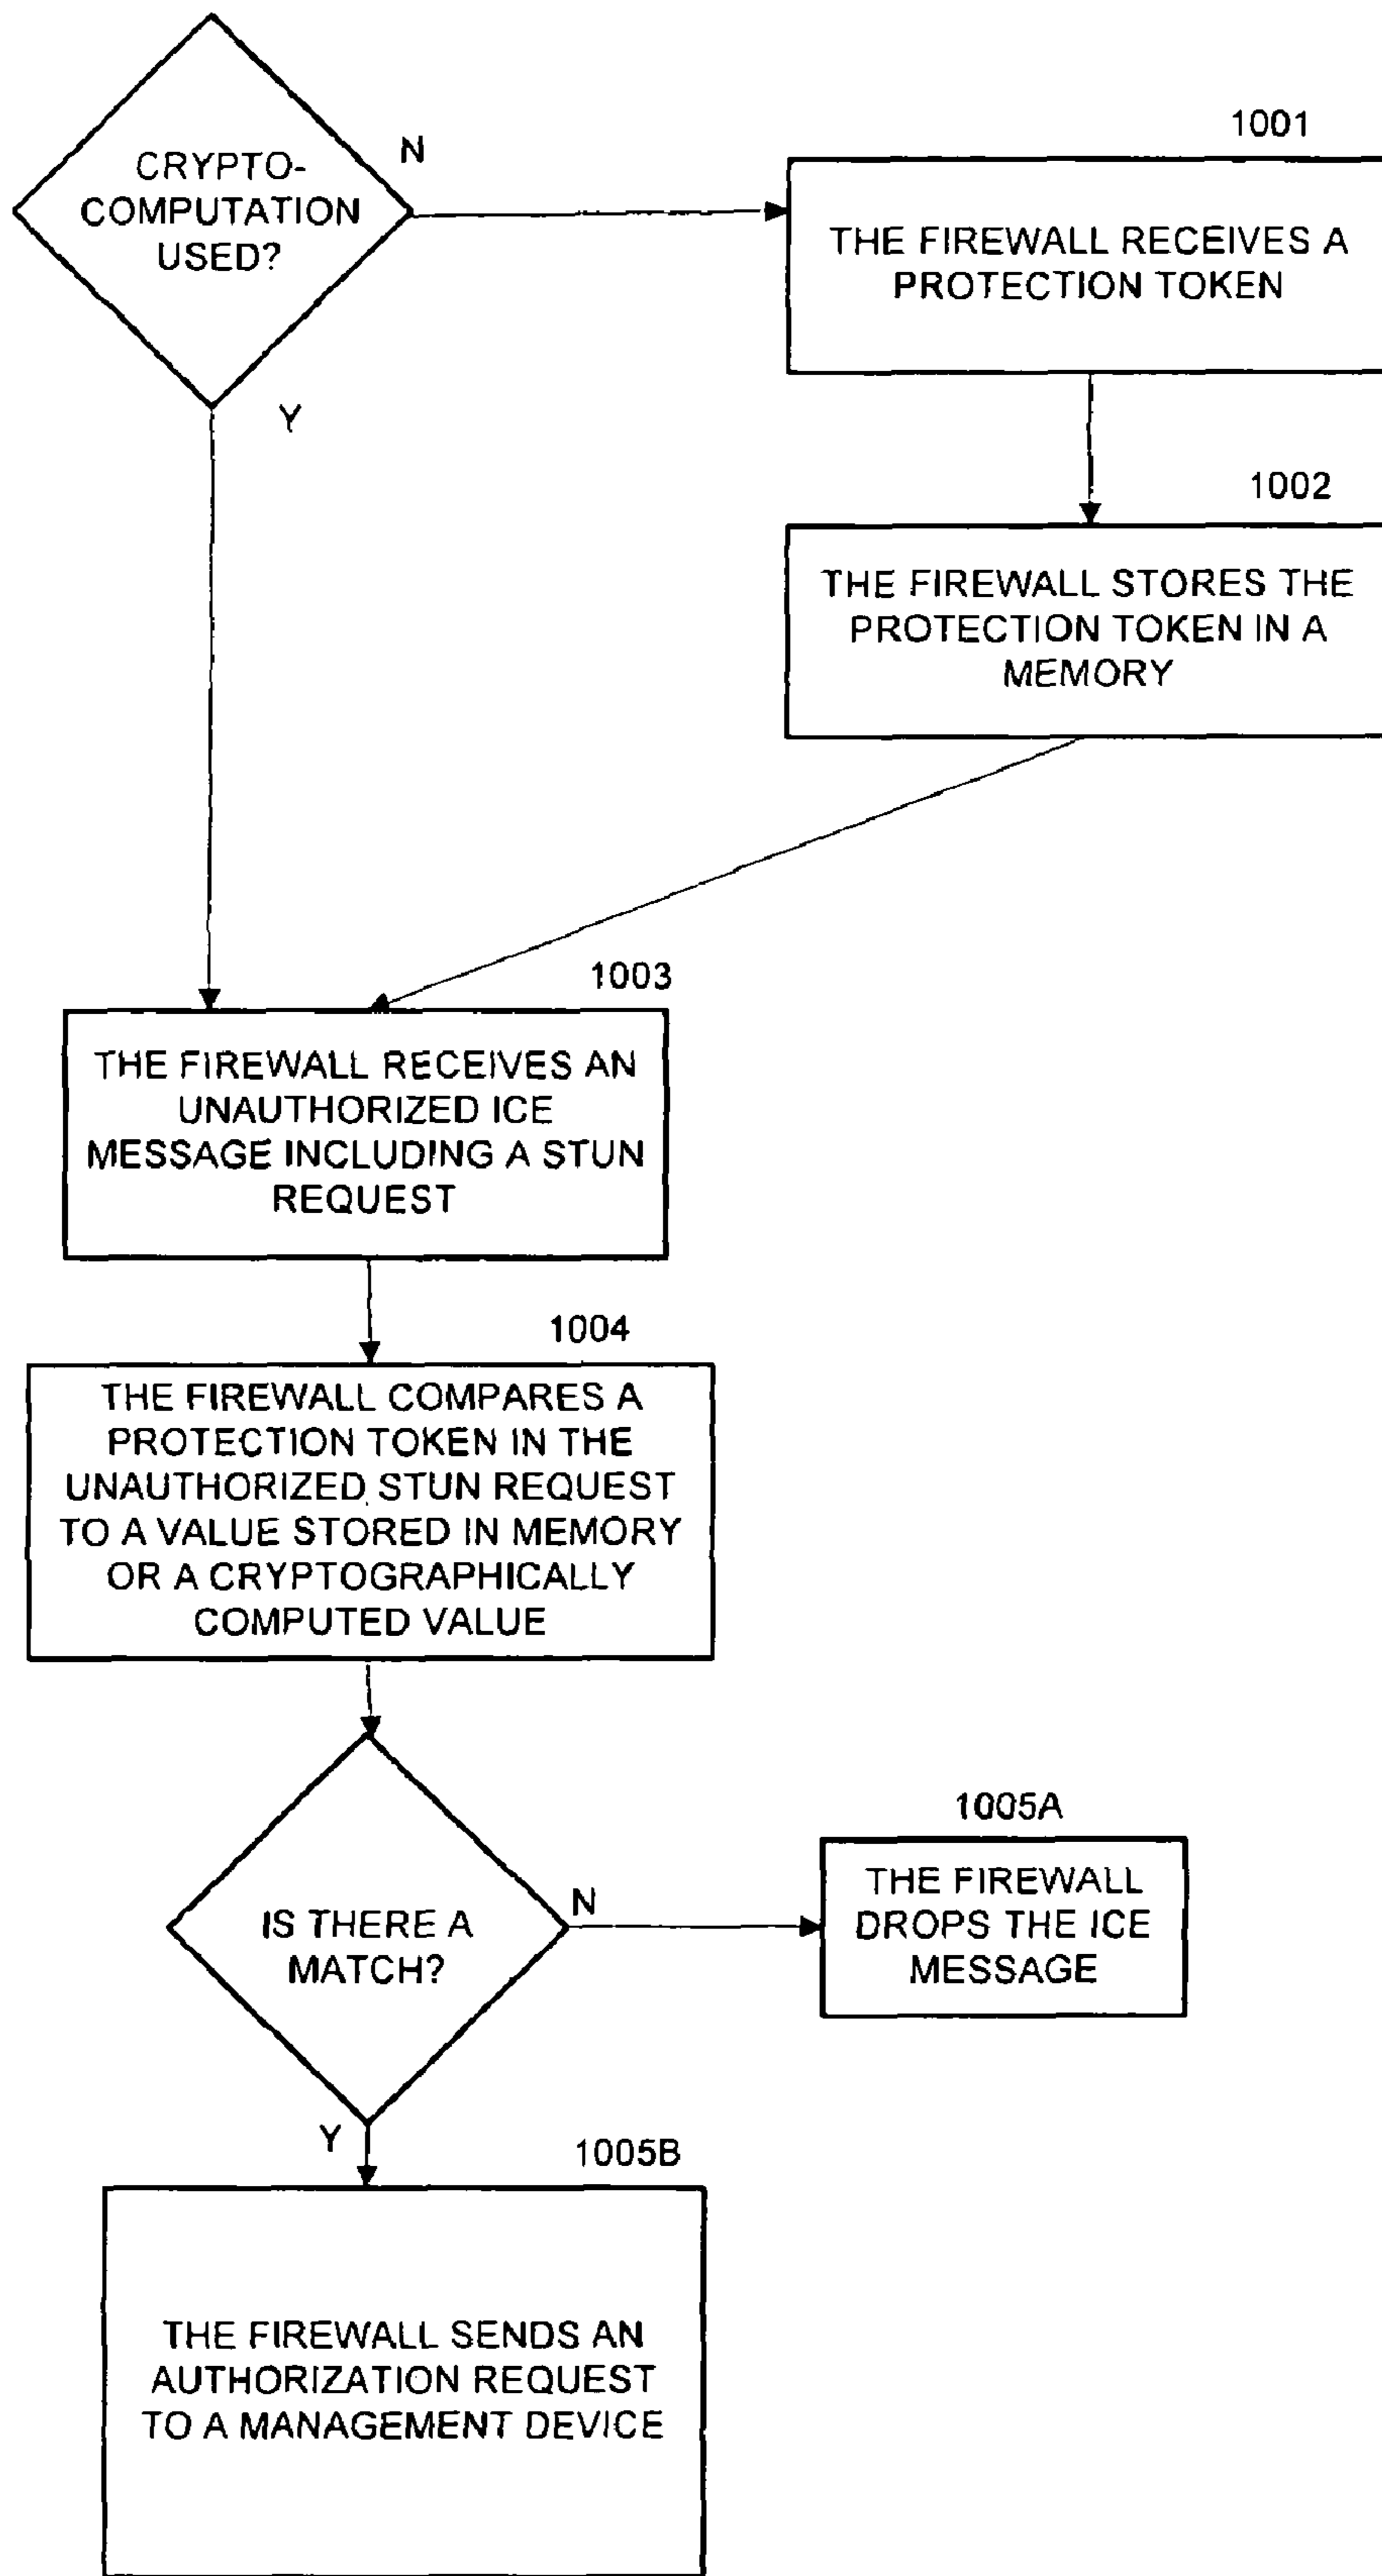 CRYPTO-
COMPUTATION
USED?
N
Y
1001
THE FIREWALL RECEIVES A
PROTECTION TOKEN
1002
THE FIREWALL STORES THE
PROTECTION TOKEN IN A
MEMORY
1003
THE FIREWALL RECEIVES AN
UNAUTHORIZED ICE
MESSAGE INCLUDING A STUN
REQUEST
1004
THE FIREWALL COMPARES A
PROTECTION TOKEN IN THE
UNAUTHORIZED STUN REQUEST
TO A VALUE STORED IN MEMORY
OR A CRYPTOGRAPHICALLY
COMPUTED VALUE
IS THERE A
MATCH?
N
1005A
THE FIREWALL
DROPS THE ICE
MESSAGE
Y
1005B
THE FIREWALL SENDS AN
AUTHORIZATION REQUEST
TO A MANAGEMENT DEVICE